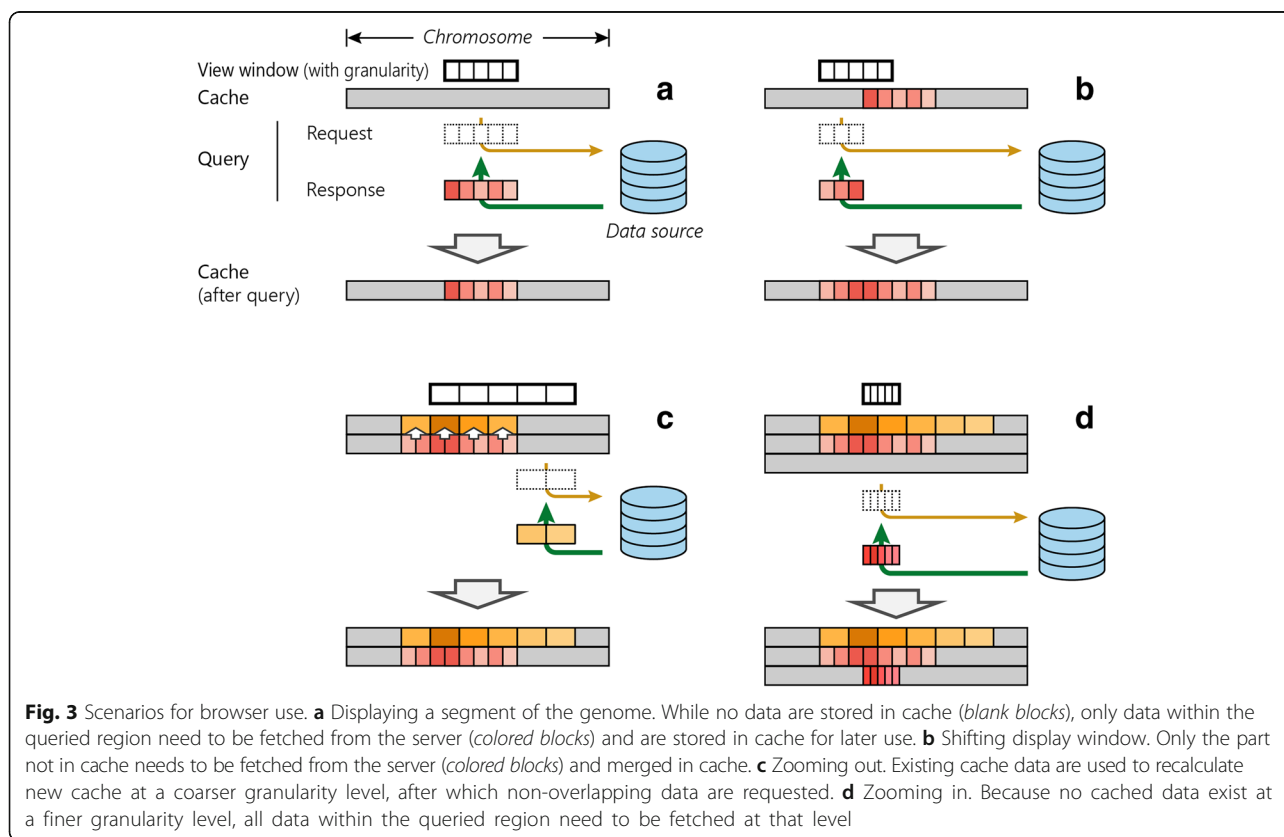 Chromosome
View window (with granularity)
Cache
a
b
Request
Query
Response
Data source
Cache
(after query)
c
d
Fig. 3 Scenarios for browser use. a Displaying a segment of the genome. While no data are stored in cache (blank blocks), only data within the
queried region need to be fetched from the server (colored blocks) and are stored in cache for later use. b Shifting display window. Only the part
not in cache needs to be fetched from the server (colored blocks) and merged in cache. c Zooming out. Existing cache data are used to recalculate
new cache at a coarser granularity level, after which non-overlapping data are requested. d Zooming in. Because no cached data exist at
a finer granularity level, all data within the queried region need to be fetched at that level